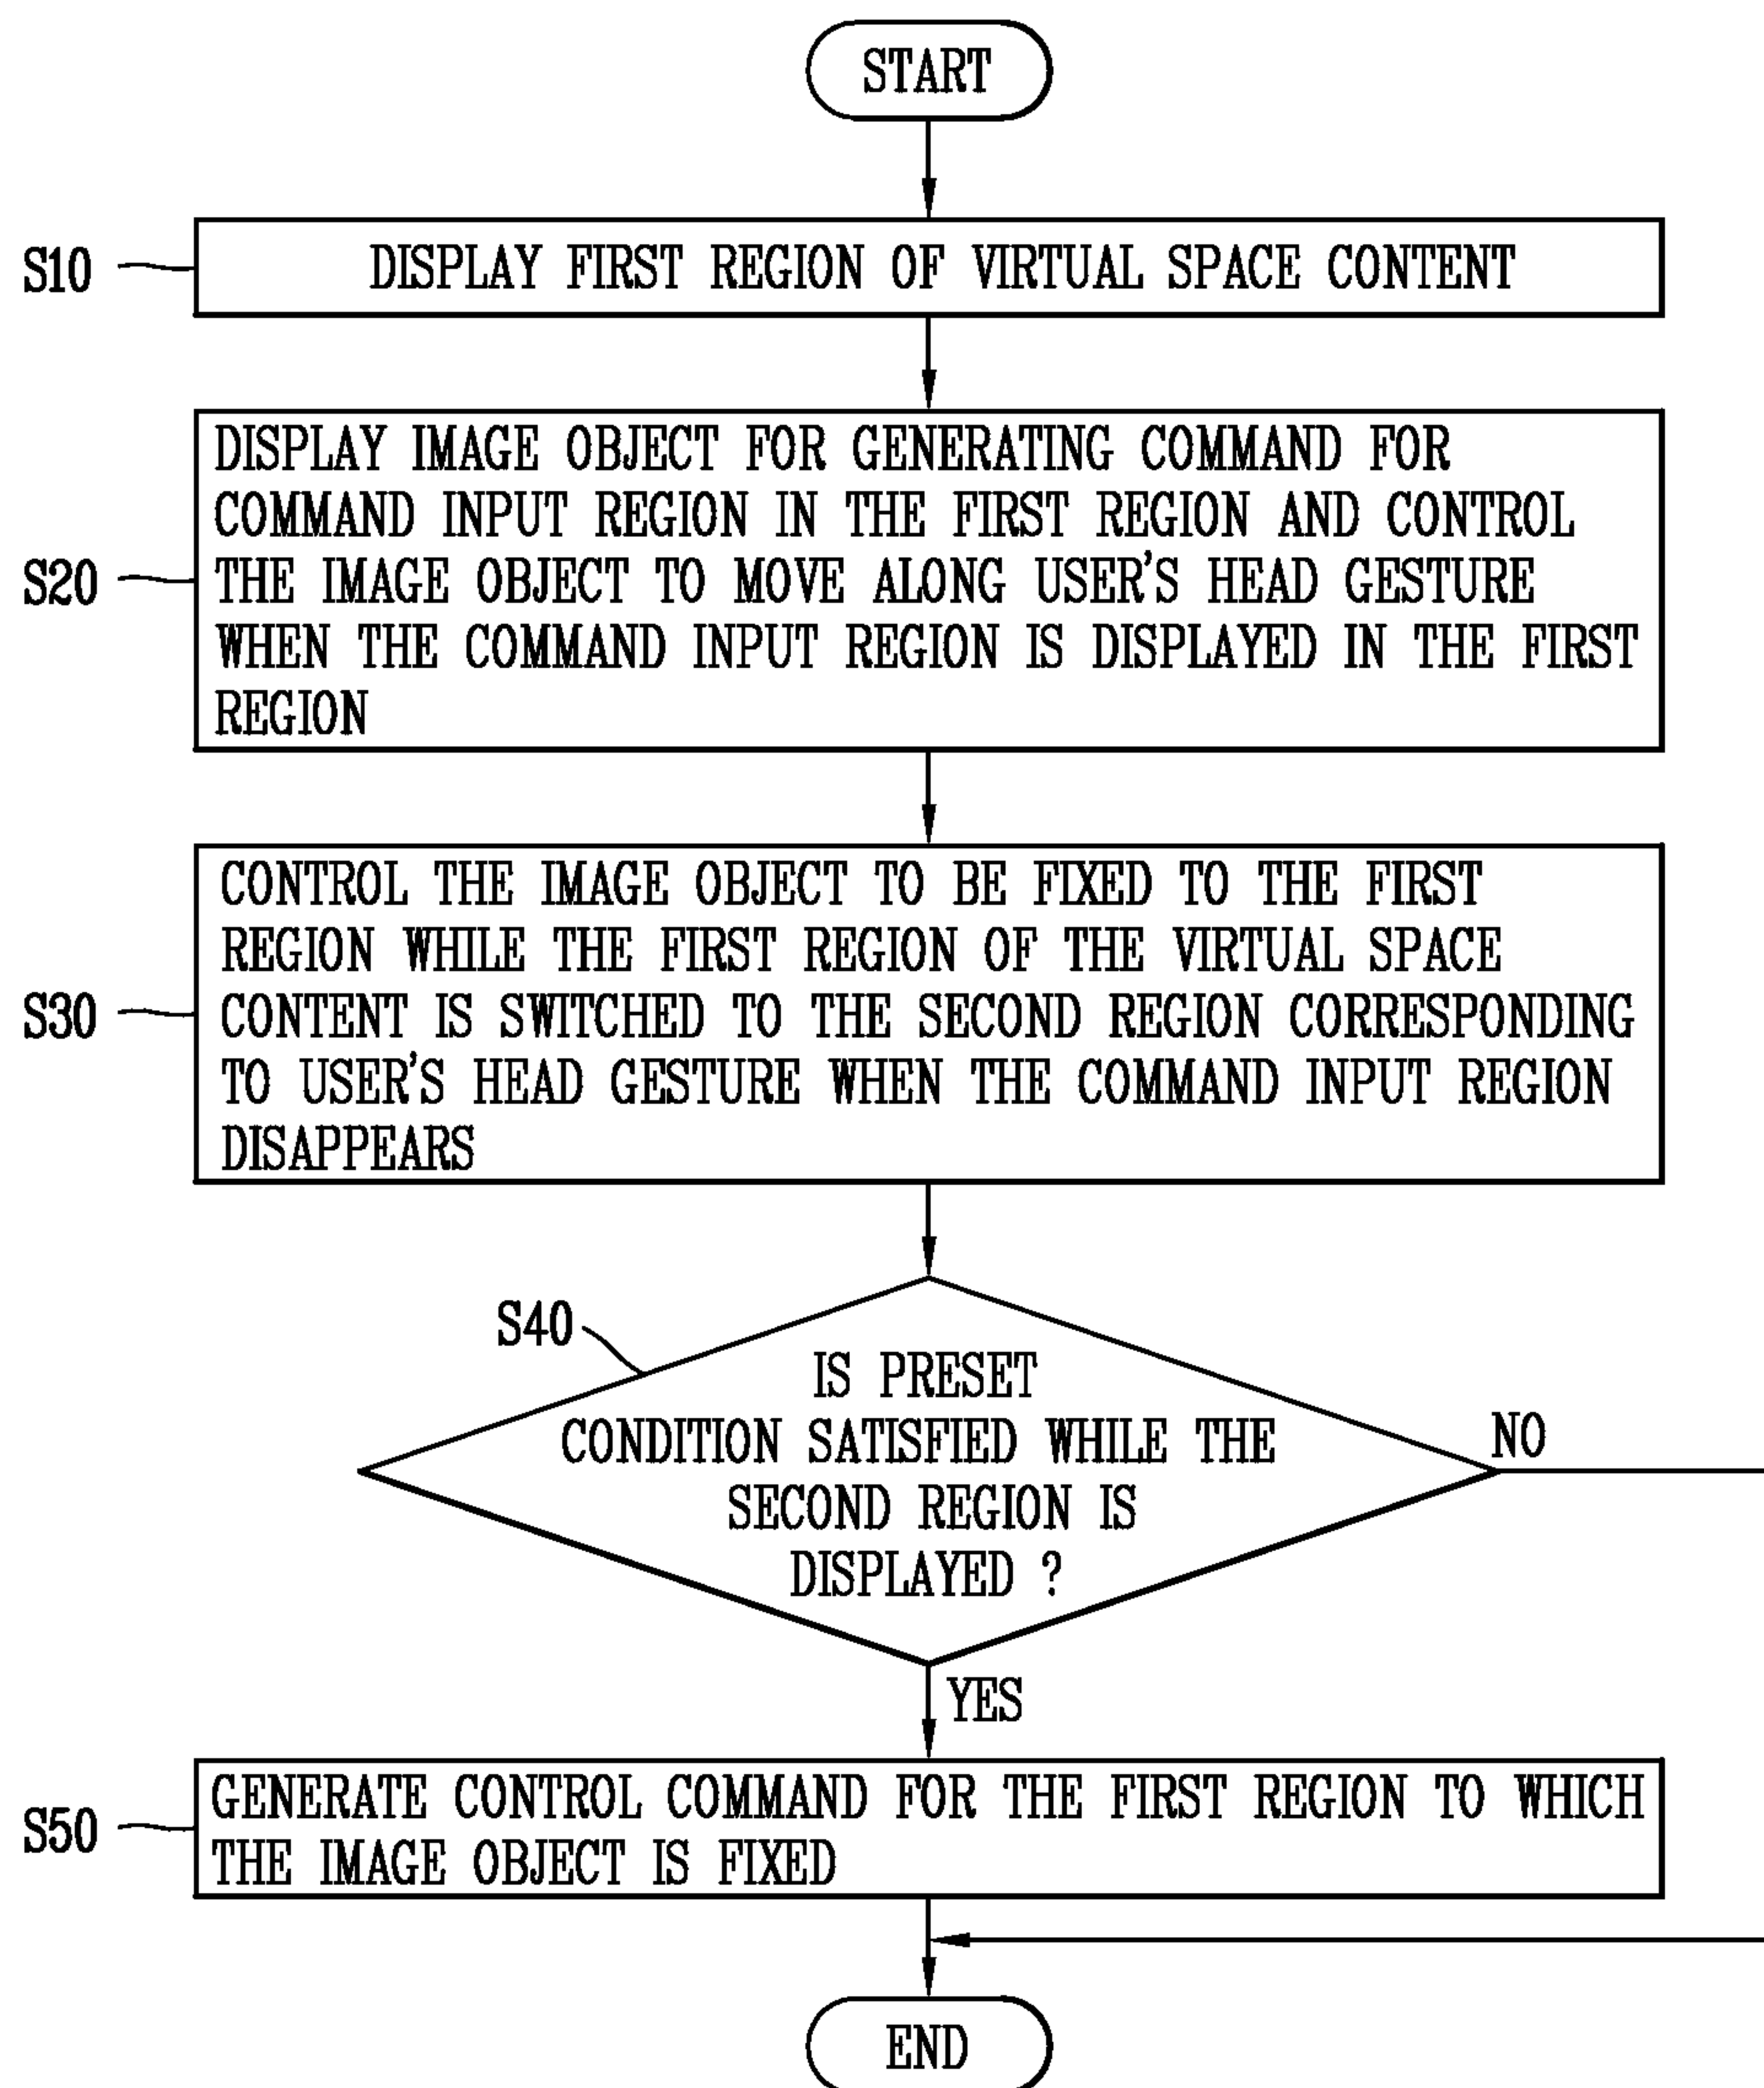 START
S10
DISPLAY FIRST REGION OF VIRTUAL SPACE CONTENT
S20
DISPLAY IMAGE OBJECT FOR GENERATING COMMAND FOR
COMMAND INPUT REGION IN THE FIRST REGION AND CONTROL
THE IMAGE OBJECT TO MOVE ALONG USER'S HEAD GESTURE
WHEN THE COMMAND INPUT REGION IS DISPLAYED IN THE FIRST
REGION
S30
CONTROL THE IMAGE OBJECT TO BE FIXED TO THE FIRST
REGION WHILE THE FIRST REGION OF THE VIRTUAL SPACE
CONTENT IS SWITCHED TO THE SECOND REGION CORRESPONDING
TO USER'S HEAD GESTURE WHEN THE COMMAND INPUT REGION
DISAPPEARS
S40
IS PRESET
CONDITION SATISFIED WHILE THE
SECOND REGION IS
DISPLAYED ?
NO
YES
S50
GENERATE CONTROL COMMAND FOR THE FIRST REGION TO WHICH
THE IMAGE OBJECT IS FIXED
END